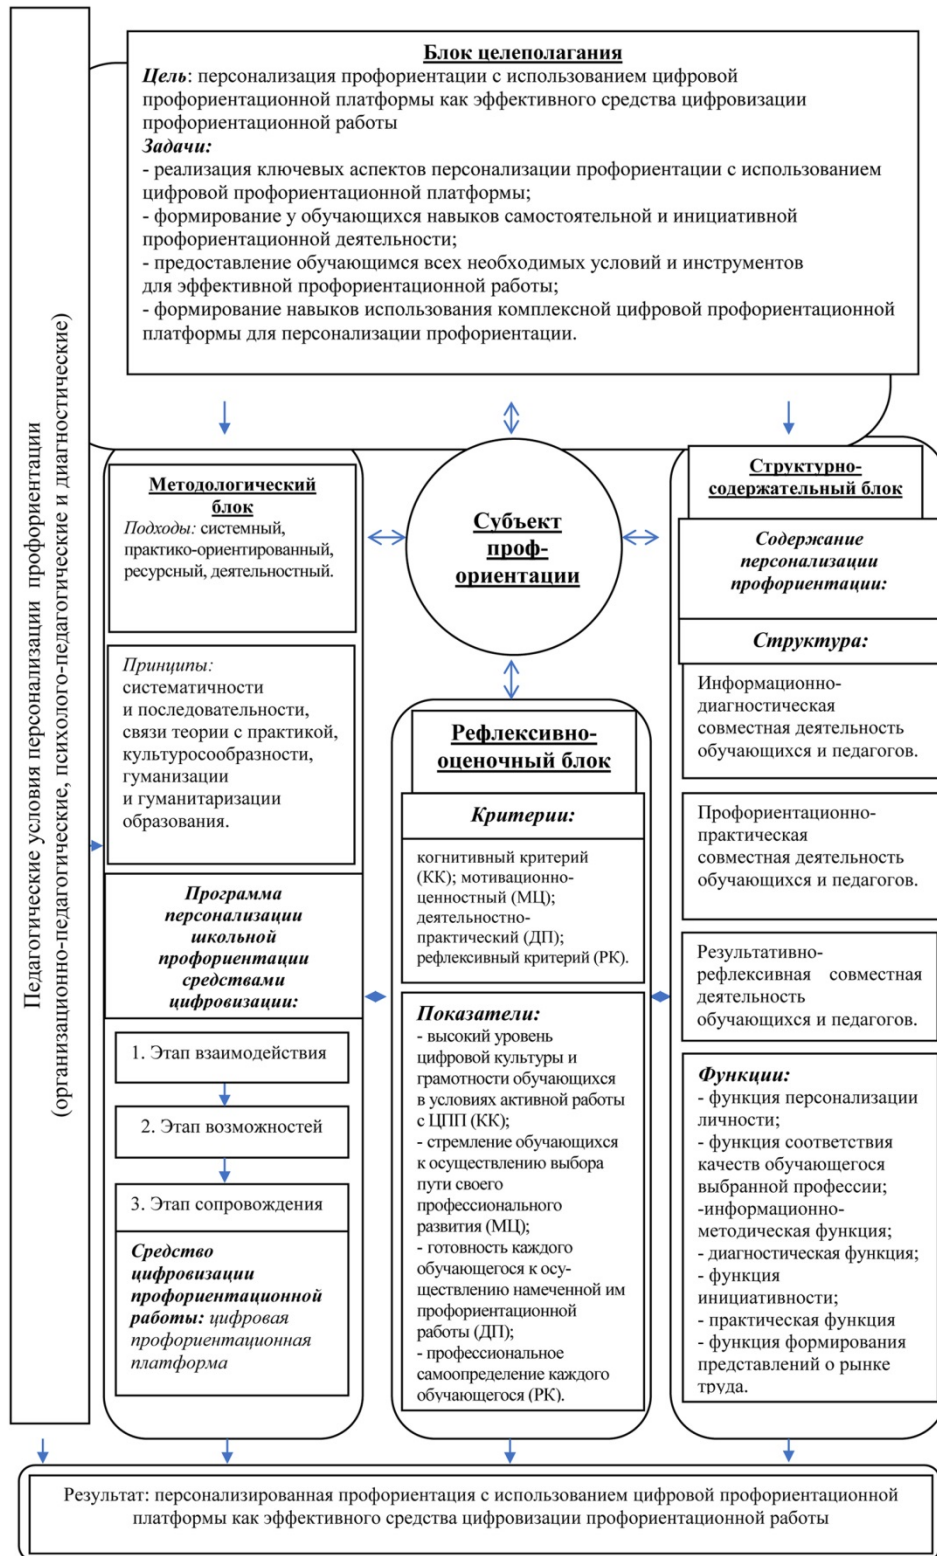 Педагогические условия персонализации профориентации
(организационно-педагогические, психолого-педагогические и диагностические)
Блок целеполагания
Цель: персонализация профориентации с использованием цифровой
профориентационной платформы как эффективного средства цифровизации
профориентационной работы
Задачи:
- реализация ключевых аспектов персонализации профориентации с использованием
цифровой профориентационной платформы;
- формирование у обучающихся навыков самостоятельной и инициативной
профориентационной деятельности;
- предоставление обучающимся всех необходимых условий и инструментов
для эффективной профориентационной работы;
- формирование навыков использования комплексной цифровой профориентационной
платформы для персонализации профориентации.
Методологический
блок
Подходы: системный,
практико-ориентированный,
ресурсный, деятельностный.
Принципы:
систематичности
и последовательности,
связи теории с практикой,
культуросообразности,
гуманизации
и гуманитаризации
образования.
Программа
персонализации
школьной
профориентации
средствами
цифровизации:
1. Этап взаимодействия
2. Этап возможностей
3. Этап сопровождения
Средство
цифровизации
профориентационной
работы: цифровая
профориентационная
платформа
Субъект
проф-
ориентации
Рефлексивно-
оценочный блок
Критерии:
когнитивный критерий
(КК); мотивационно-
ценностный (МЦ);
деятельностно-
практический (ДП);
рефлексивный критерий (РК).
Показатели:
- высокий уровень
цифровой культуры и
грамотности обучающихся
в условиях активной работы
с ЦПП (КК);
- стремление обучающихся
к осуществлению выбора
пути своего
профессионального
развития (МЦ);
- готовность каждого
обучающегося к осу-
ществлению намеченной им
профориентационной
работы (ДП);
- профессиональное
самоопределение каждого
обучающегося (РК).
Структурно-
содержательный блок
Содержание
персонализации
профориентации:
Структура:
Информационно-
диагностическая
совместная деятельность
обучающихся и педагогов.
Профориентационно-
практическая
совместная деятельность
обучающихся и педагогов.
Результативно-
рефлексивная совместная
деятельность
обучающихся и педагогов.
Функции:
- функция персонализации
личности;
- функция соответствия
качеств обучающегося
выбранной профессии;
-информационно-
методическая функция;
- диагностическая функция;
- функция
инициативности;
- практическая функция
- функция формирования
представлений о рынке
труда.
Результат: персонализированная профориентация с использованием цифровой профориентационной
платформы как эффективного средства цифровизации профориентационной работы